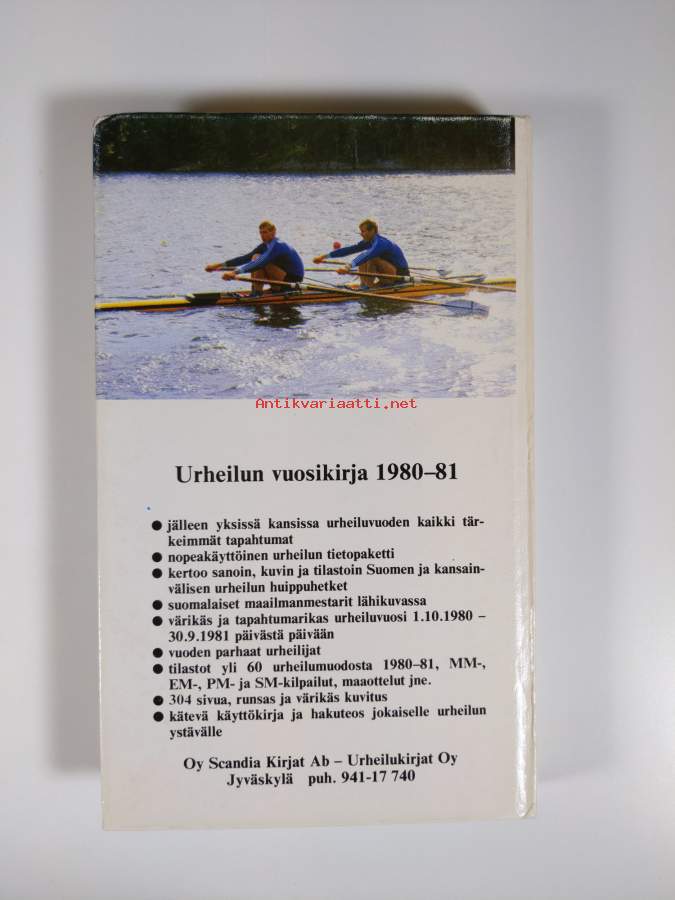 Antikvariaatti.net
Urheilun vuosikirja 1980–81
● jälleen yksissä kansissa urheiluvuoden kaikki tär-
keimmät tapahtumat
● nopeakäyttöinen urheilun tietopaketti
● kertoo sanoin, kuvin ja tilastoin Suomen ja kansain-
välisen urheilun huippuhetket
● suomalaiset maailmanmestarit lähikuvassa
● värikäs ja tapahtumarikas urheiluvuosi 1.10.1980 –
30.9.1981 päivästä päivään
● vuoden parhaat urheilijat
● tilastot yli 60 urheilumuodosta 1980–81, MM-,
EM-, PM- ja SM-kilpailut, maaottelut jne.
● 304 sivua, runsas ja värikäs kuvitus
● kätevä käyttökirja ja hakuteos jokaiselle urheilun
ystävälle
Oy Scandia Kirjat Ab – Urheilukirjat Oy
Jyväskylä puh. 941-17 740